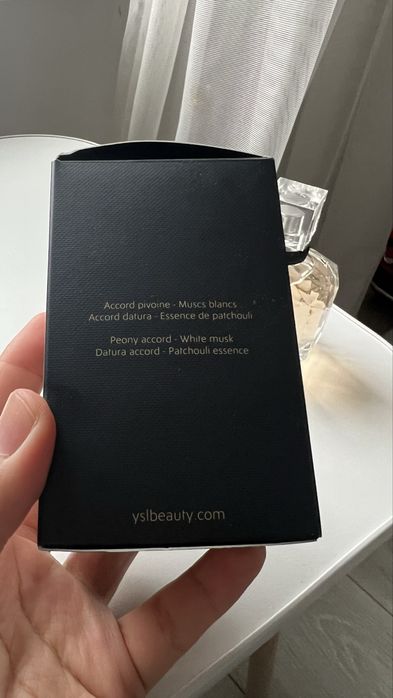 Accord pivoine - Muscs blancs
Accord datura - Essence de patchouli
Peony accord - White musk
Datura accord - Patchouli essence
yslbeauty.com